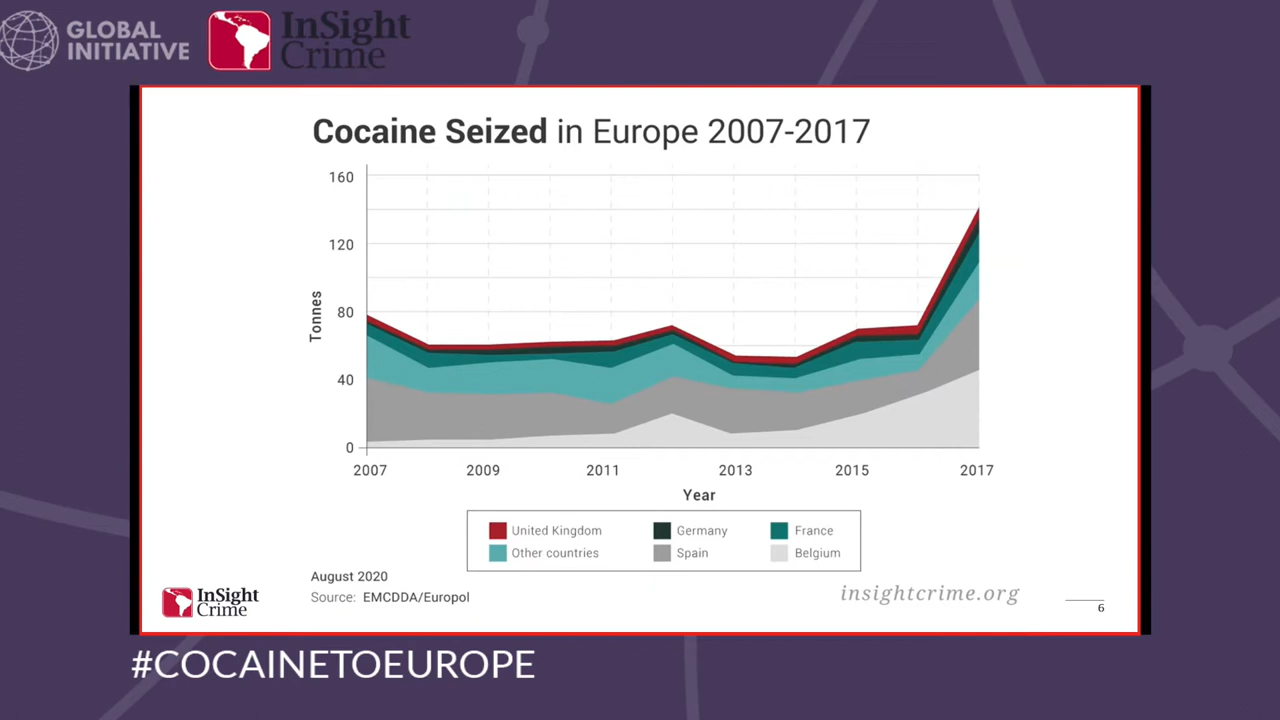 GLOBAL
INITIATIVE
InSight
Crime
Cocaine Seized in Europe 2007-2017
160
120
80
40
0
Tonnes
2007 2009 2011 2013 2015 2017
Year
United Kingdom Germany France
Other countries Spain Belgium
August 2020
Source: EMCDDA/Europol
InSight
Crime
insightcrime.org
6
#COCAINETOEUROPE